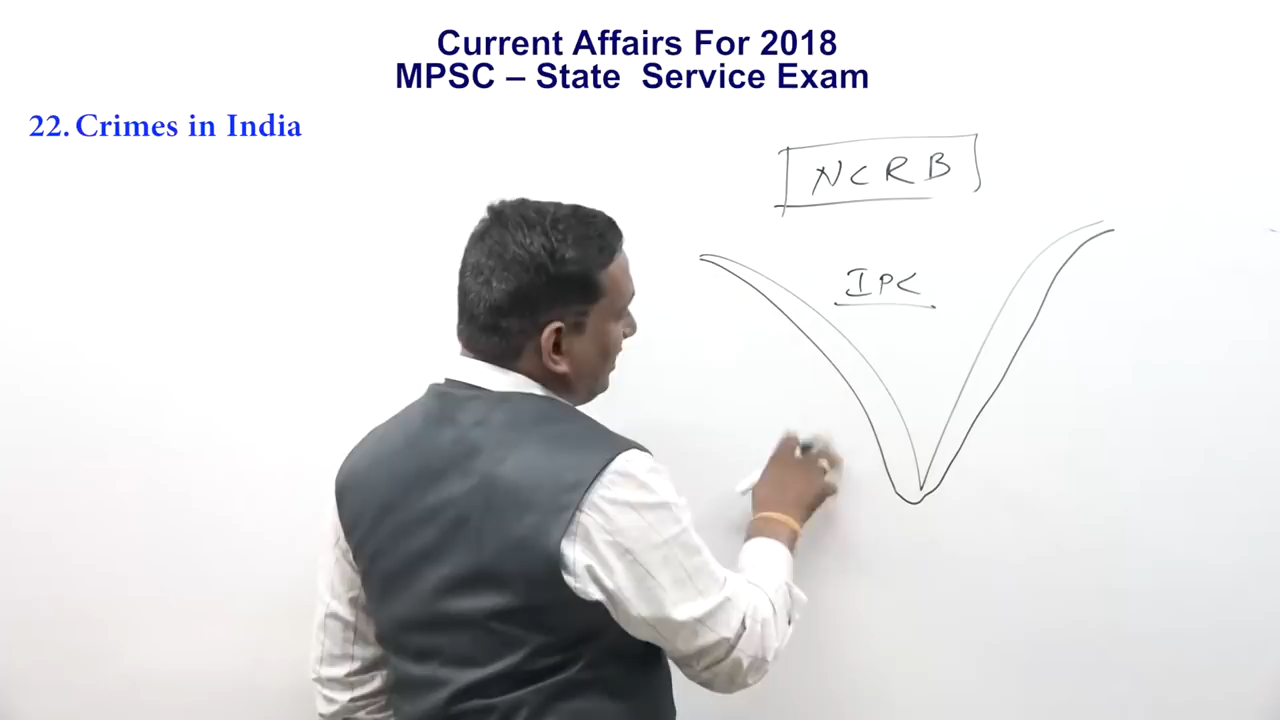 Current Affairs For 2018
MPSC – State Service Exam
22. Crimes in India
NCRB
IPC